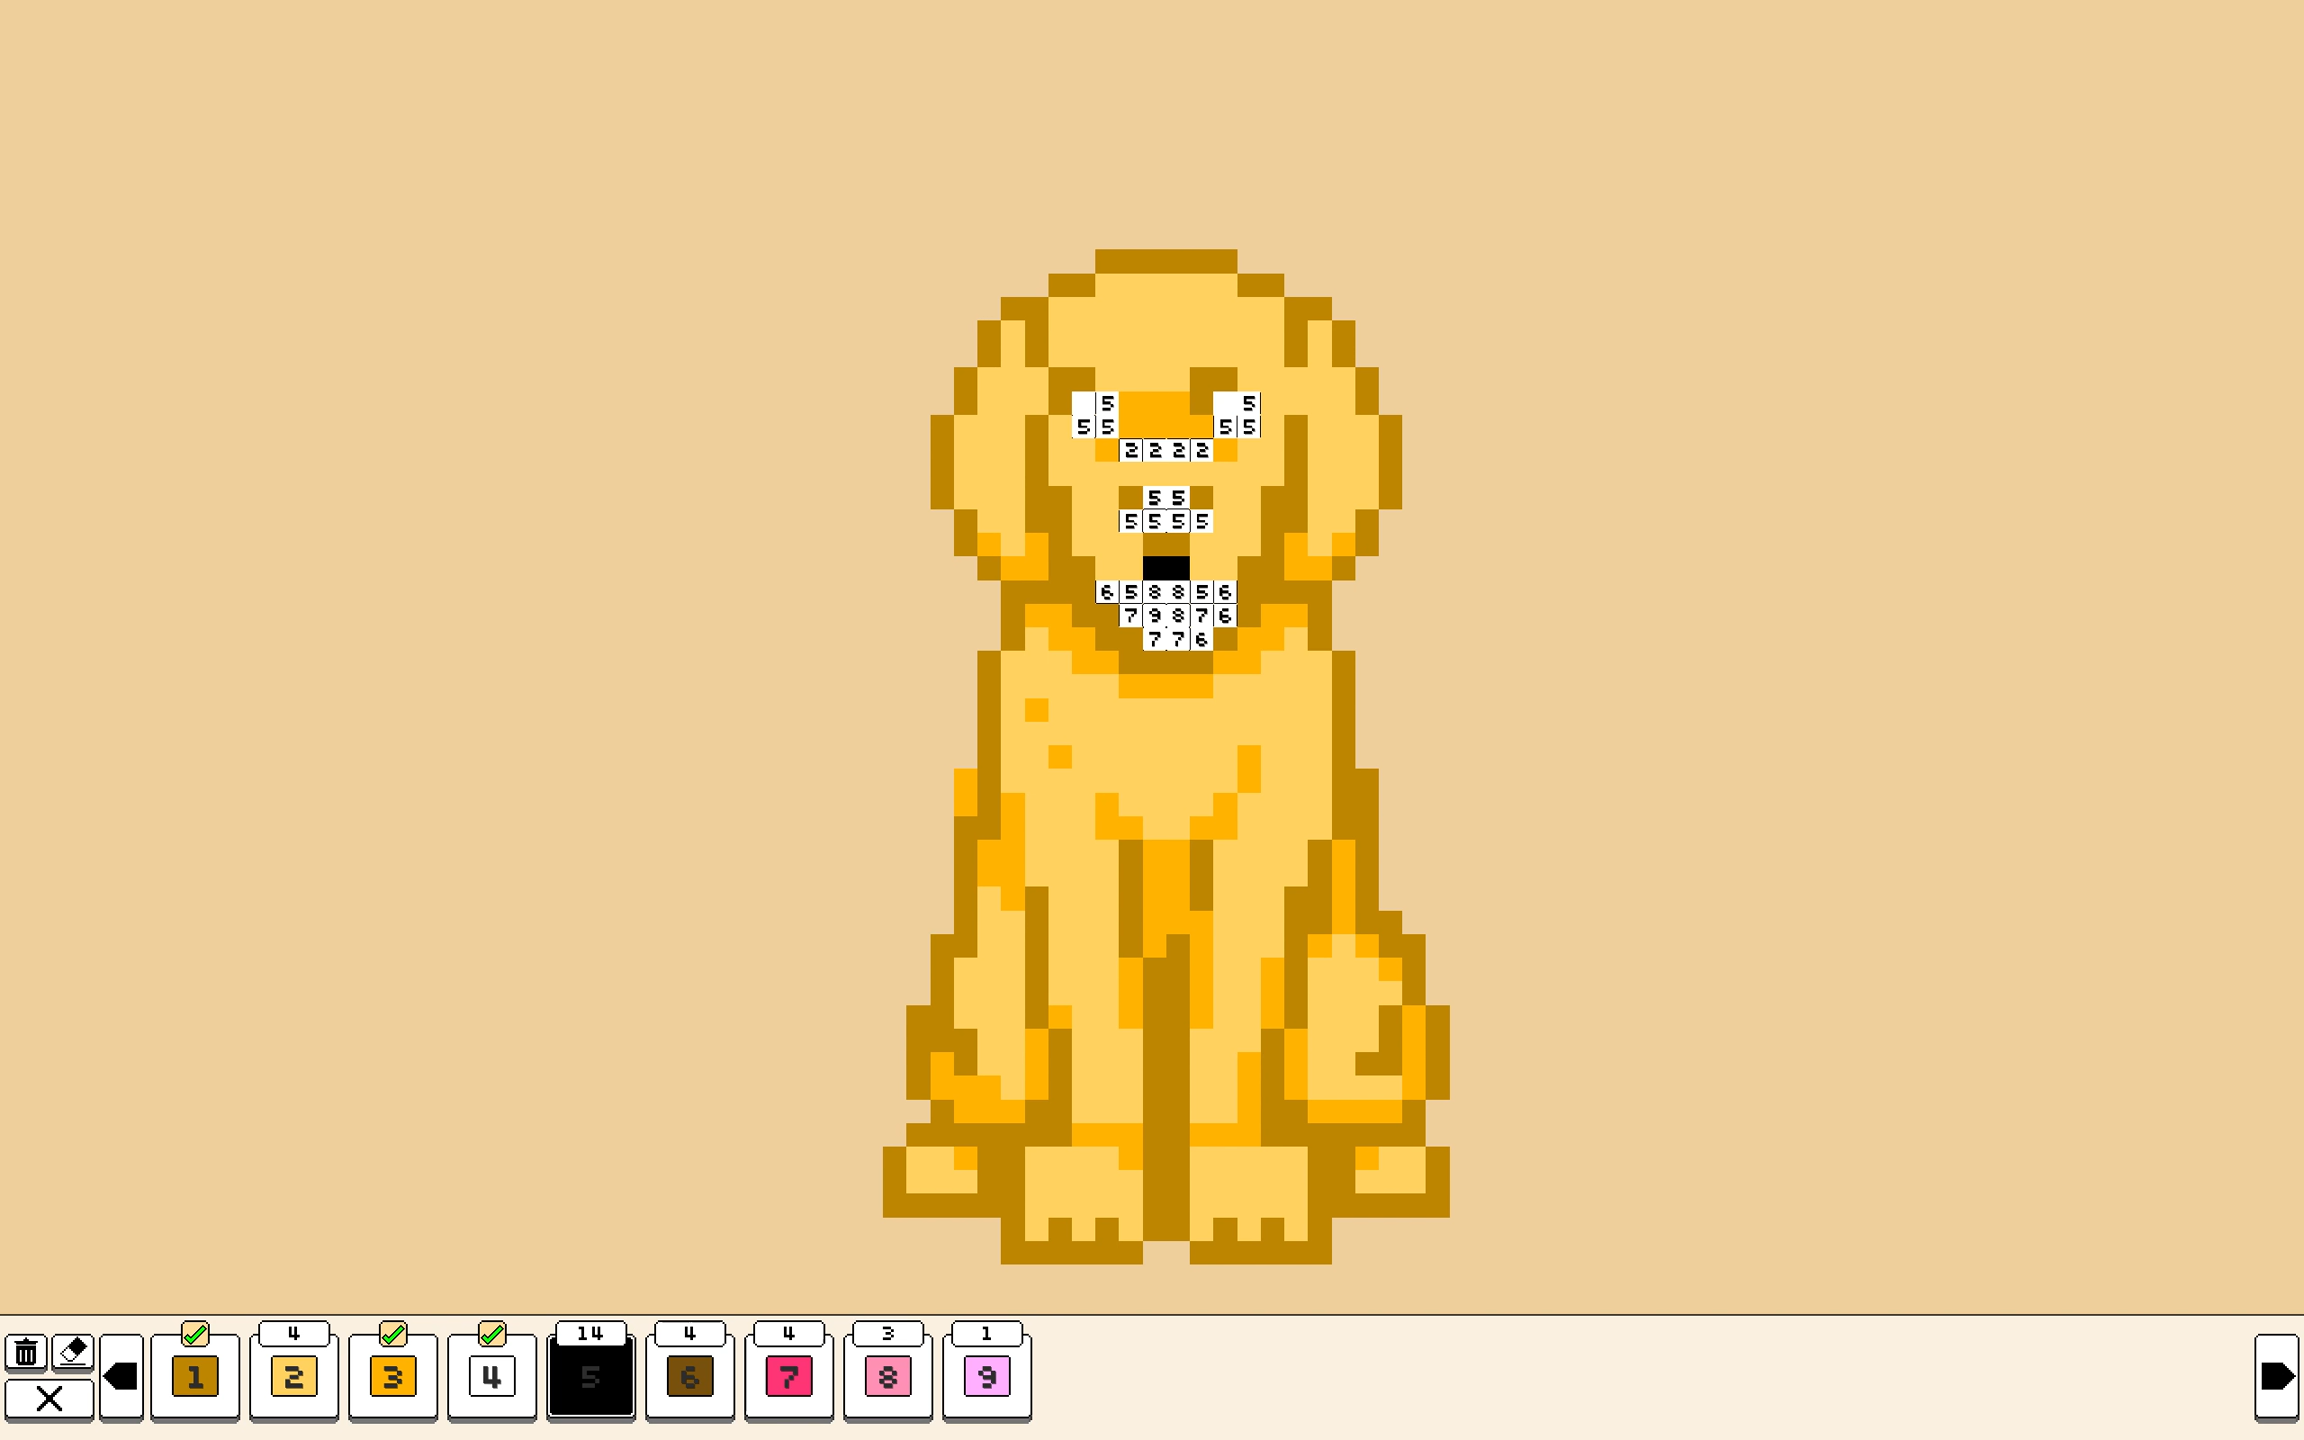 5 5
5 5 5 5
2 2 2 2
5 5
5 5 5 5
6 5 8 8 5 6
7 9 8 7 6
7 7 6
4 14 4 4 3 1
1 2 3 4 5 6 7 8 9